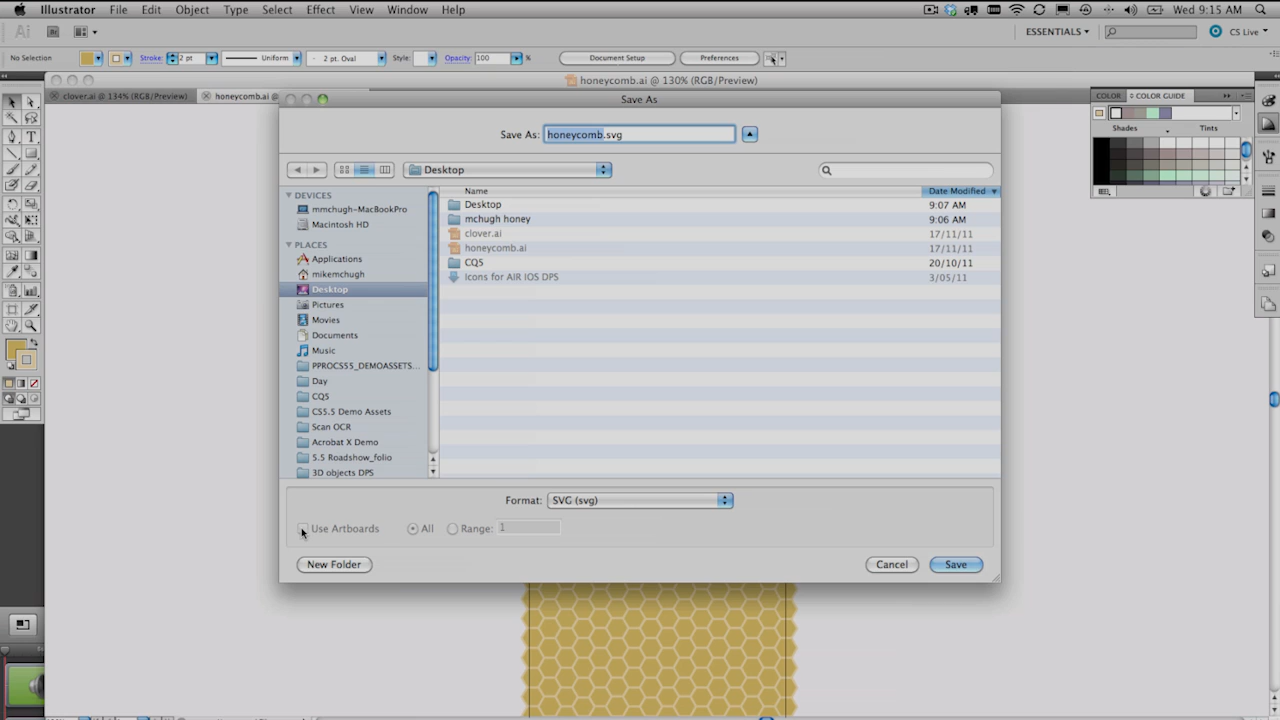 Illustrator File Edit Object Type Select Effect View Window Help Wed 9:15 AM
Ai Br ESSENTIALS CS Live
No Selection Stroke: 2 pt Uniform 2 pt. Oval Style: Opacity: 100 % Document Setup Preferences
honeycomb.ai @ 130% (RGB/Preview)
clover.ai @ 134% (RGB/Preview) honeycomb.ai @
COLOR COLOR GUIDE
Shades Tints
Save As
Save As: honeycomb.svg
Desktop
DEVICES
mmchugh-MacBookPro
Macintosh HD
PLACES
Applications
mikemchugh
Desktop
Pictures
Movies
Documents
Music
PPROCS55_DEMOASSETS...
Day
CQ5
CS5.5 Demo Assets
Scan OCR
Acrobat X Demo
5.5 Roadshow_folio
3D objects DPS
Name Date Modified
Desktop 9:07 AM
mchugh honey 9:06 AM
clover.ai 17/11/11
honeycomb.ai 17/11/11
CQ5 20/10/11
Icons for AIR IOS DPS 3/05/11
Format: SVG (svg)
Use Artboards All Range: 1
New Folder Cancel Save